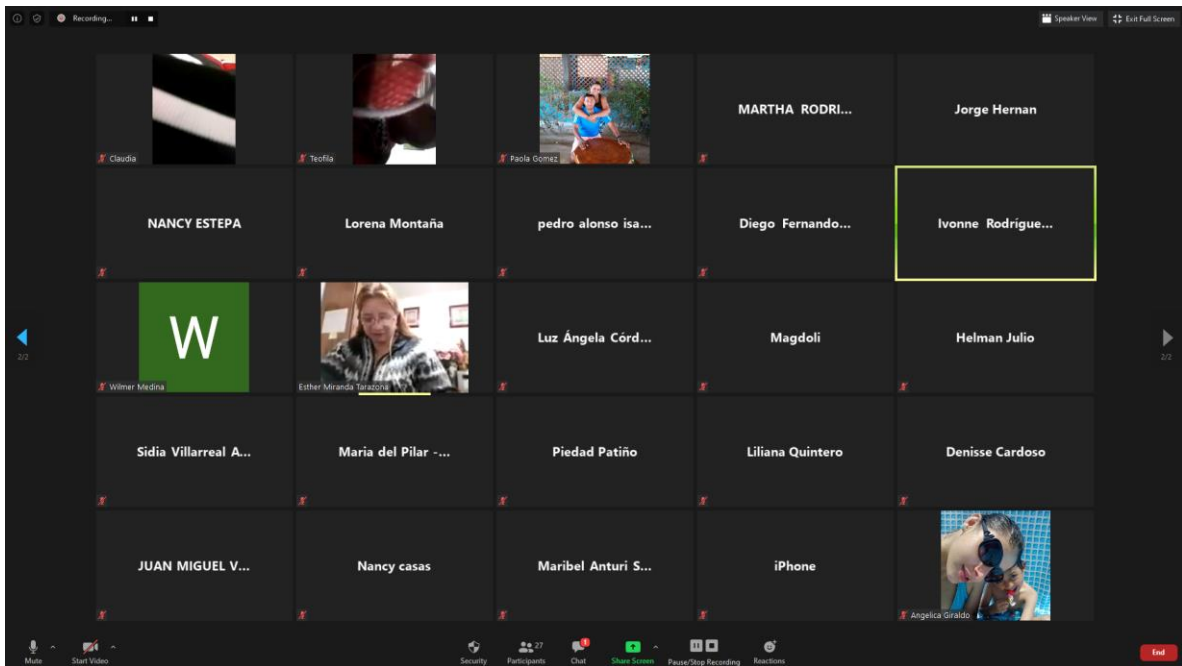 Recording...
Speaker View
Exit Full Screen
Claudia
Teofila
Paola Gomez
MARTHA RODRI...
Jorge Hernan
NANCY ESTEPA
Lorena Montaña
pedro alonso isa...
Diego Fernando...
Ivonne Rodrígue...
W
Wilmer Medina
Esther Miranda Tarazona
Luz Ángela Córd...
Magdoli
Helman Julio
2/2
2/2
Sidia Villarreal A...
Maria del Pilar -...
Piedad Patiño
Liliana Quintero
Denisse Cardoso
JUAN MIGUEL V...
Nancy casas
Maribel Anturi S...
iPhone
Angelica Giraldo
Mute
Start Video
Security
27
Participants
1
Chat
Share Screen
Pause/Stop Recording
Reactions
End